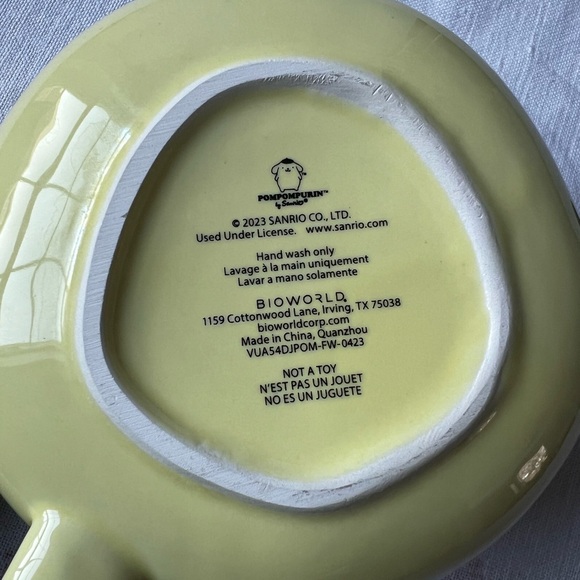 POMPOMPURIN™
by Sanrio®
© 2023 SANRIO CO., LTD.
Used Under License. www.sanrio.com
Hand wash only
Lavage à la main uniquement
Lavar a mano solamente
BIOWORLD®
1159 Cottonwood Lane, Irving, TX 75038
bioworldcorp.com
Made in China, Quanzhou
VUA54DJPOM-FW-0423
NOT A TOY
N'EST PAS UN JOUET
NO ES UN JUGUETE